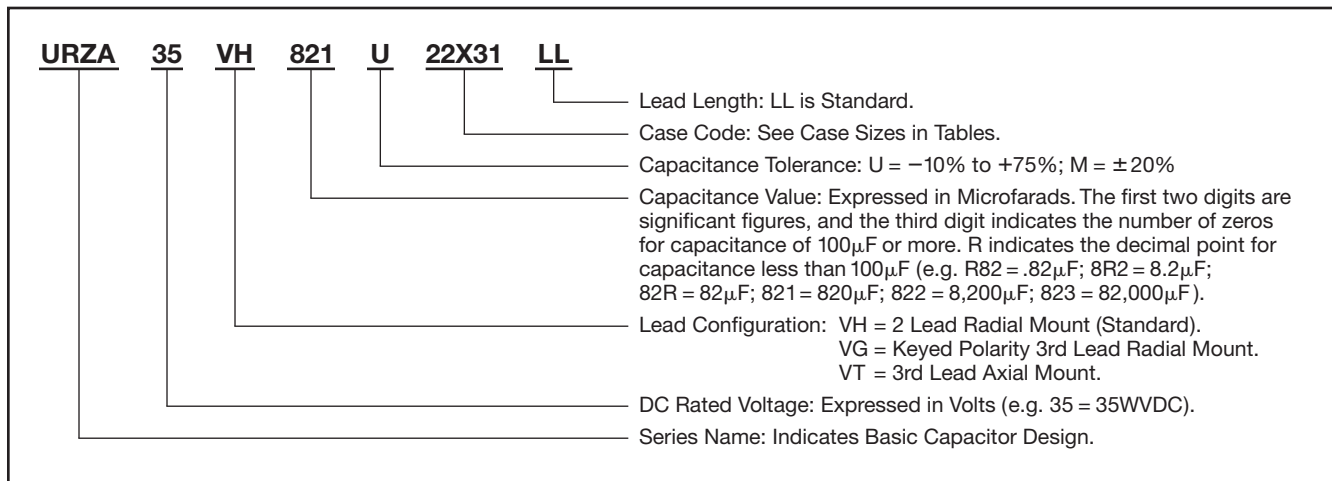 URZA 35 VH 821 U 22X31 LL
Lead Length: LL is Standard.
Case Code: See Case Sizes in Tables.
Capacitance Tolerance: U = −10% to +75%; M = ±20%
Capacitance Value: Expressed in Microfarads. The first two digits are
significant figures, and the third digit indicates the number of zeros
for capacitance of 100µF or more. R indicates the decimal point for
capacitance less than 100µF (e.g. R82 = .82µF; 8R2 = 8.2µF;
82R = 82µF; 821 = 820µF; 822 = 8,200µF; 823 = 82,000µF).
Lead Configuration: VH = 2 Lead Radial Mount (Standard).
VG = Keyed Polarity 3rd Lead Radial Mount.
VT = 3rd Lead Axial Mount.
DC Rated Voltage: Expressed in Volts (e.g. 35 = 35WVDC).
Series Name: Indicates Basic Capacitor Design.